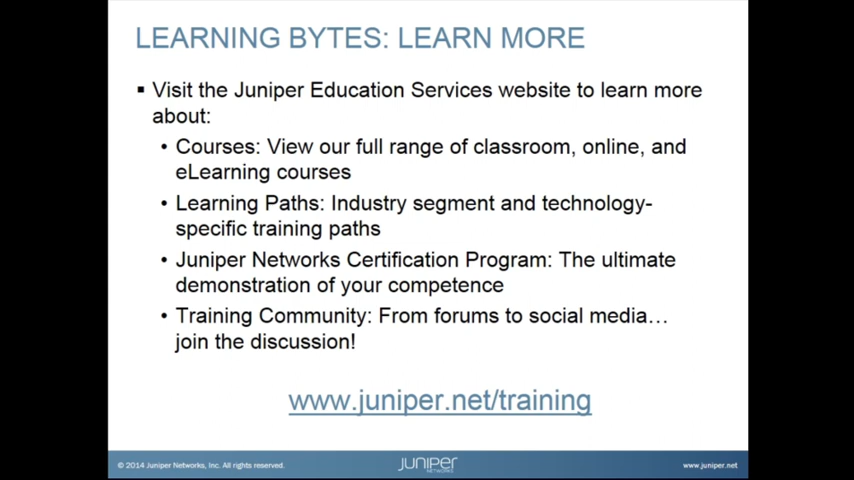 LEARNING BYTES: LEARN MORE
▪ Visit the Juniper Education Services website to learn more
about:
• Courses: View our full range of classroom, online, and
eLearning courses
• Learning Paths: Industry segment and technology-
specific training paths
• Juniper Networks Certification Program: The ultimate
demonstration of your competence
• Training Community: From forums to social media…
join the discussion!
www.juniper.net/training
© 2014 Juniper Networks, Inc. All rights reserved.
JUNIPER
NETWORKS
www.juniper.net